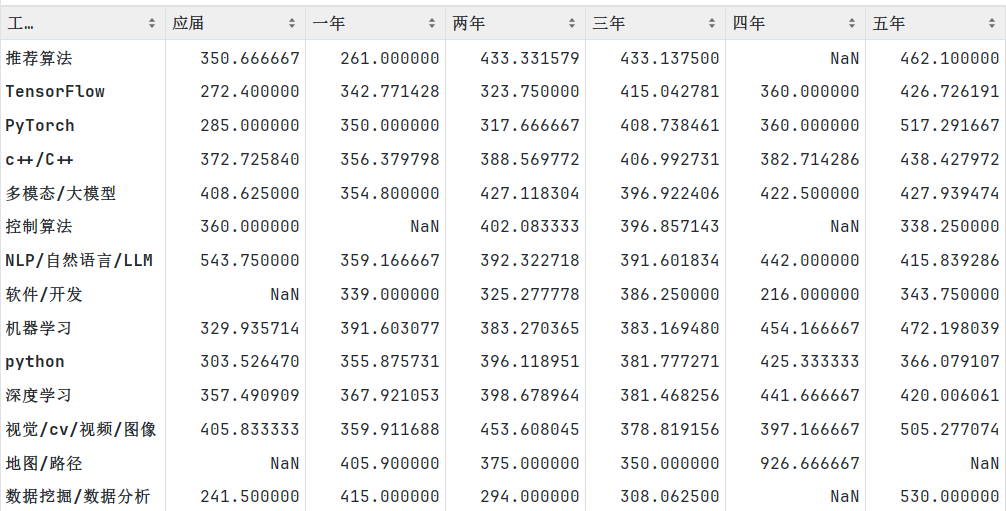 工… 应届 一年 两年 三年 四年 五年
推荐算法 350.666667 261.000000 433.331579 433.137500 NaN 462.100000
TensorFlow 272.400000 342.771428 323.750000 415.042781 360.000000 426.726191
PyTorch 285.000000 350.000000 317.666667 408.738461 360.000000 517.291667
c++/C++ 372.725840 356.379798 388.569772 406.992731 382.714286 438.427972
多模态/大模型 408.625000 354.800000 427.118304 396.922406 422.500000 427.939474
控制算法 360.000000 NaN 402.083333 396.857143 NaN 338.250000
NLP/自然语言/LLM 543.750000 359.166667 392.322718 391.601834 442.000000 415.839286
软件/开发 NaN 339.000000 325.277778 386.250000 216.000000 343.750000
机器学习 329.935714 391.603077 383.270365 383.169480 454.166667 472.198039
python 303.526470 355.875731 396.118951 381.777271 425.333333 366.079107
深度学习 357.490909 367.921053 398.678964 381.468256 441.666667 420.006061
视觉/cv/视频/图像 405.833333 359.911688 453.608045 378.819156 397.166667 505.277074
地图/路径 NaN 405.900000 375.000000 350.000000 926.666667 NaN
数据挖掘/数据分析 241.500000 415.000000 294.000000 308.062500 NaN 530.000000